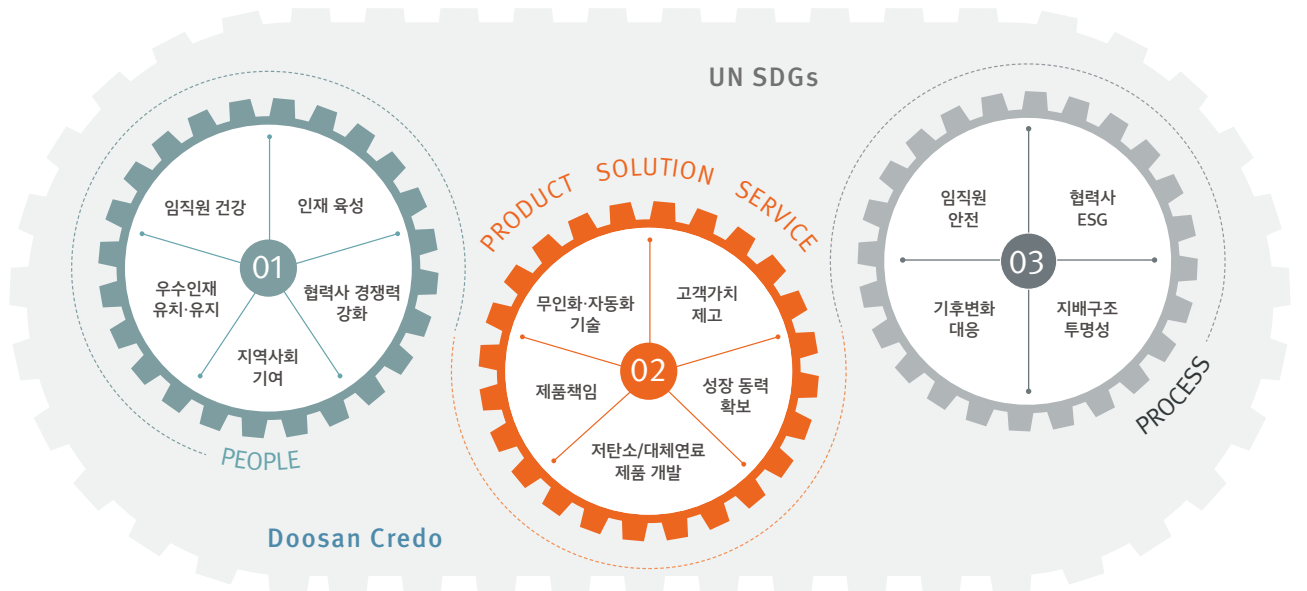 UN SDGs
임직원 건강
인재 육성
01
우수인재
유치·유지
협력사 경쟁력
강화
지역사회
기여
PEOPLE
PRODUCT SOLUTION SERVICE
무인화·자동화
기술
고객가치
제고
02
제품책임
성장 동력
확보
저탄소/대체연료
제품 개발
임직원
안전
협력사
ESG
03
기후변화
대응
지배구조
투명성
PROCESS
Doosan Credo